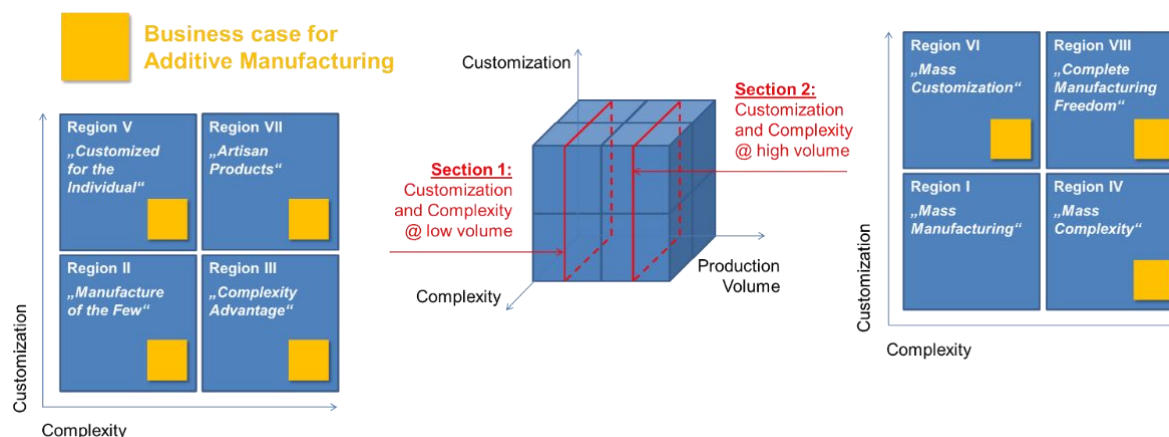 Business case for
Additive Manufacturing
Region V
„Customized
for the
Individual“
Region VII
„Artisan
Products“
Region II
„Manufacture
of the Few“
Region III
„Complexity
Advantage“
Customization
Complexity
Customization
Section 1:
Customization
and Complexity
@ low volume
Section 2:
Customization
and Complexity
@ high volume
Production
Volume
Complexity
Region VI
„Mass
Customization“
Region VIII
„Complete
Manufacturing
Freedom“
Region I
„Mass
Manufacturing“
Region IV
„Mass
Complexity“
Customization
Complexity